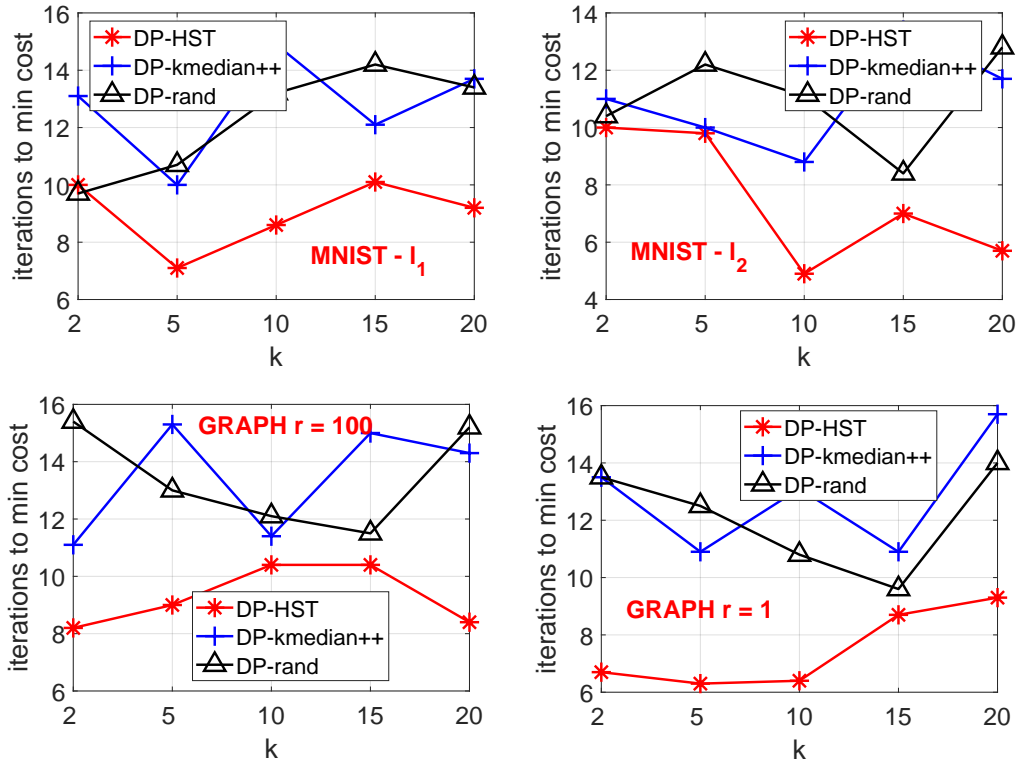 16
14
12
10
8
6
iterations to min cost
DP-HST
DP-kmedian++
DP-rand
MNIST - l1
2 5 10 15 20
k
14
12
10
8
6
4
iterations to min cost
DP-HST
DP-kmedian++
DP-rand
MNIST - l2
2 5 10 15 20
k
16
14
12
10
8
6
iterations to min cost
GRAPH r = 100
DP-HST
DP-kmedian++
DP-rand
2 5 10 15 20
k
16
14
12
10
8
6
iterations to min cost
DP-HST
DP-kmedian++
DP-rand
GRAPH r = 1
2 5 10 15 20
k